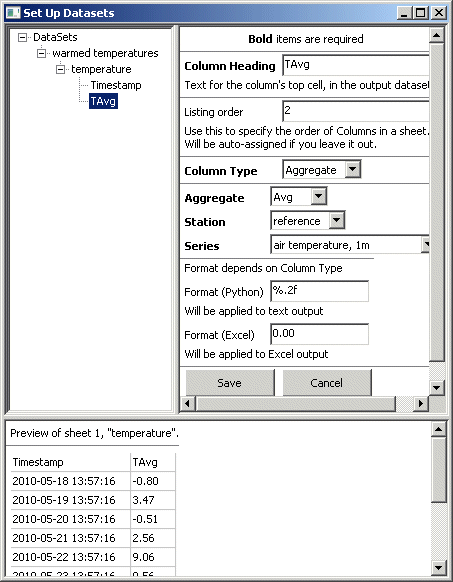 Set Up Datasets
DataSets
warmed temperatures
temperature
Timestamp
TAvg
Bold items are required
Column Heading TAvg
Text for the column's top cell, in the output dataset
Listing order 2
Use this to specify the order of Columns in a sheet.
Will be auto-assigned if you leave it out.
Column Type Aggregate
Aggregate Avg
Station reference
Series air temperature, 1m
Format depends on Column Type
Format (Python) %.2f
Will be applied to text output
Format (Excel) 0.00
Will be applied to Excel output
Save Cancel
Preview of sheet 1, "temperature".
Timestamp TAvg
2010-05-18 13:57:16 -0.80
2010-05-19 13:57:16 3.47
2010-05-20 13:57:16 -0.51
2010-05-21 13:57:16 2.56
2010-05-22 13:57:16 9.06
2010-05-23 13:57:16